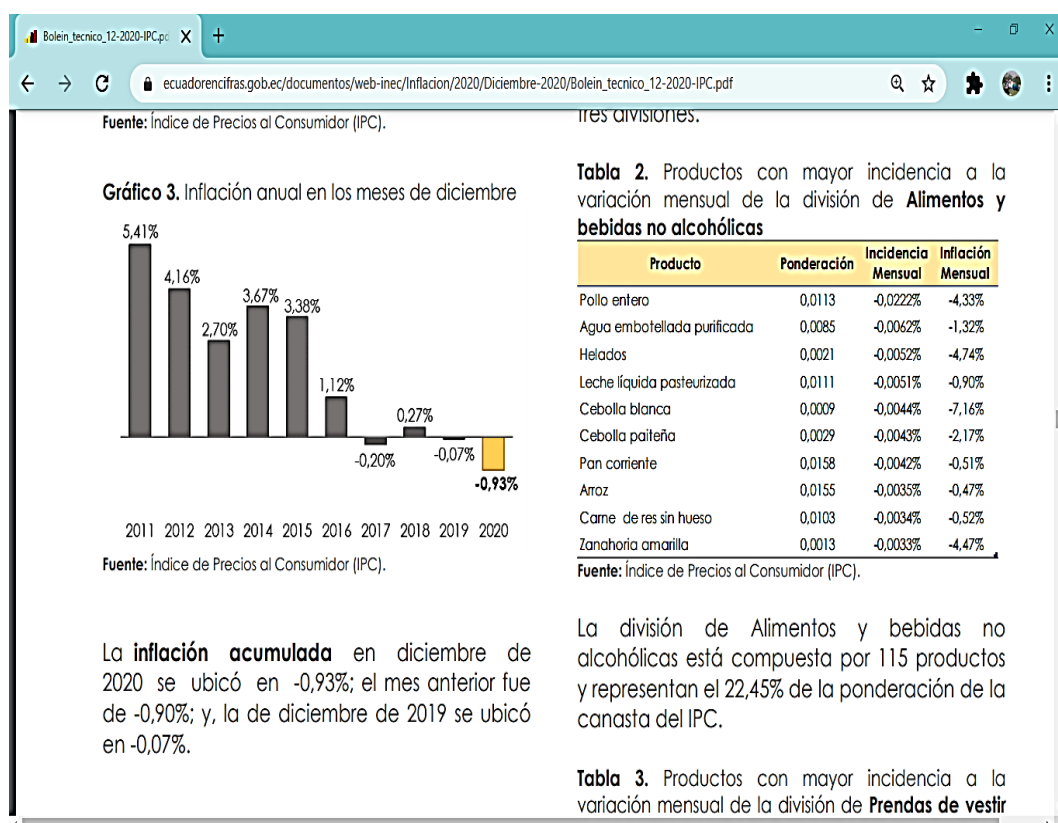 Bolein_tecnico_12-2020-IPC.pd
ecuadorencifras.gob.ec/documentos/web-inec/Inflacion/2020/Diciembre-2020/Bolein_tecnico_12-2020-IPC.pdf
Fuente: Índice de Precios al Consumidor (IPC).
Gráfico 3. Inflación anual en los meses de diciembre
5,41%
4,16%
2,70%
3,67%
3,38%
1,12%
-0,20%
0,27%
-0,07%
-0,93%
2011 2012 2013 2014 2015 2016 2017 2018 2019 2020
Fuente: Índice de Precios al Consumidor (IPC).
La inflación acumulada en diciembre de
2020 se ubicó en -0,93%; el mes anterior fue
de -0,90%; y, la de diciembre de 2019 se ubicó
en -0,07%.
tres divisiones.
Tabla 2. Productos con mayor incidencia a la
variación mensual de la división de Alimentos y
bebidas no alcohólicas
Producto Ponderación Incidencia Mensual Inflación Mensual
Pollo entero 0,0113 -0,0222% -4,33%
Agua embotellada purificada 0,0085 -0,0062% -1,32%
Helados 0,0021 -0,0052% -4,74%
Leche líquida pasteurizada 0,0111 -0,0051% -0,90%
Cebolla blanca 0,0009 -0,0044% -7,16%
Cebolla paiteña 0,0029 -0,0043% -2,17%
Pan corriente 0,0158 -0,0042% -0,51%
Arroz 0,0155 -0,0035% -0,47%
Carne de res sin hueso 0,0103 -0,0034% -0,52%
Zanahoria amarilla 0,0013 -0,0033% -4,47%
Fuente: Índice de Precios al Consumidor (IPC).
La división de Alimentos y bebidas no
alcohólicas está compuesta por 115 productos
y representan el 22,45% de la ponderación de la
canasta del IPC.
Tabla 3. Productos con mayor incidencia a la
variación mensual de la división de Prendas de vestir